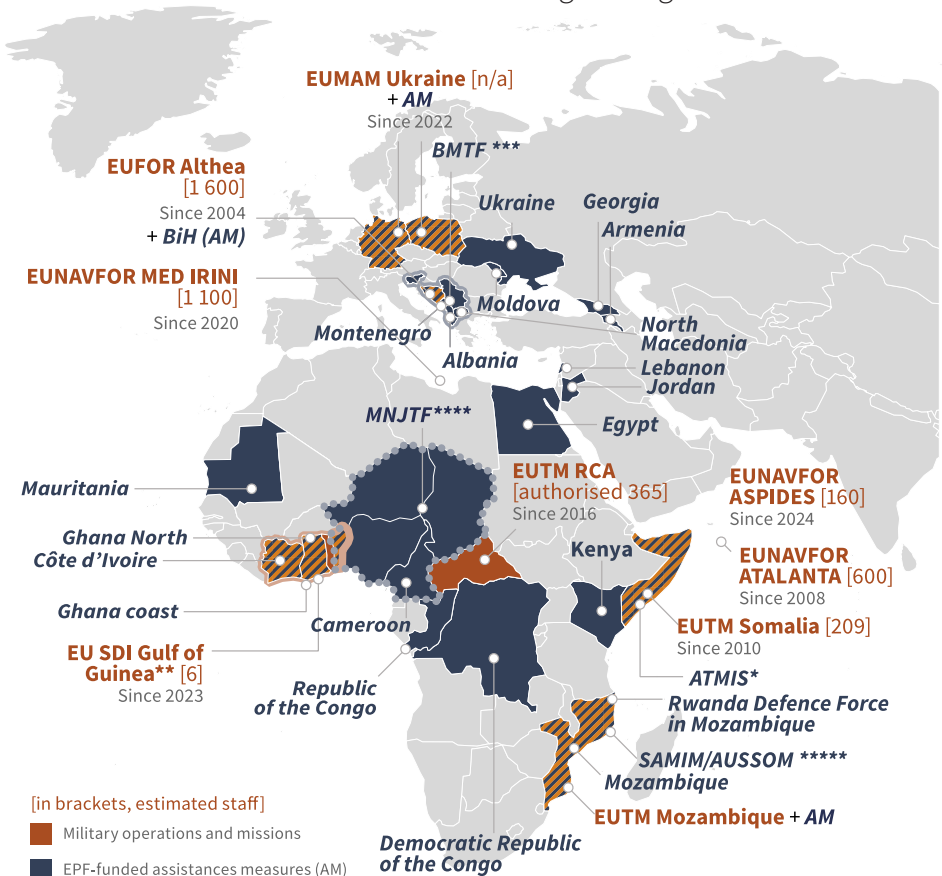 EUMAM Ukraine [n/a]
+ AM
Since 2022
BMTF ***
EUFOR Althea
[1 600]
Since 2004
+ BiH (AM)
Ukraine
Georgia
Armenia
EUNAVFOR MED IRINI
[1 100]
Since 2020
Moldova
Montenegro
North
Macedonia
Albania
Lebanon
Jordan
MNJTF****
Egypt
Mauritania
EUTM RCA
[authorised 365]
Since 2016
EUNAVFOR
ASPIDES [160]
Since 2024
Ghana North
Côte d’Ivoire
Kenya
EUNAVFOR
ATALANTA [600]
Since 2008
Ghana coast
Cameroon
EUTM Somalia [209]
Since 2010
EU SDI Gulf of
Guinea** [6]
Since 2023
ATMIS*
Republic
of the Congo
Rwanda Defence Force
in Mozambique
SAMIM/AUSSOM *****
Mozambique
[in brackets, estimated staff]
EUTM Mozambique + AM
Military operations and missions
Democratic Republic
of the Congo
EPF-funded assistances measures (AM)